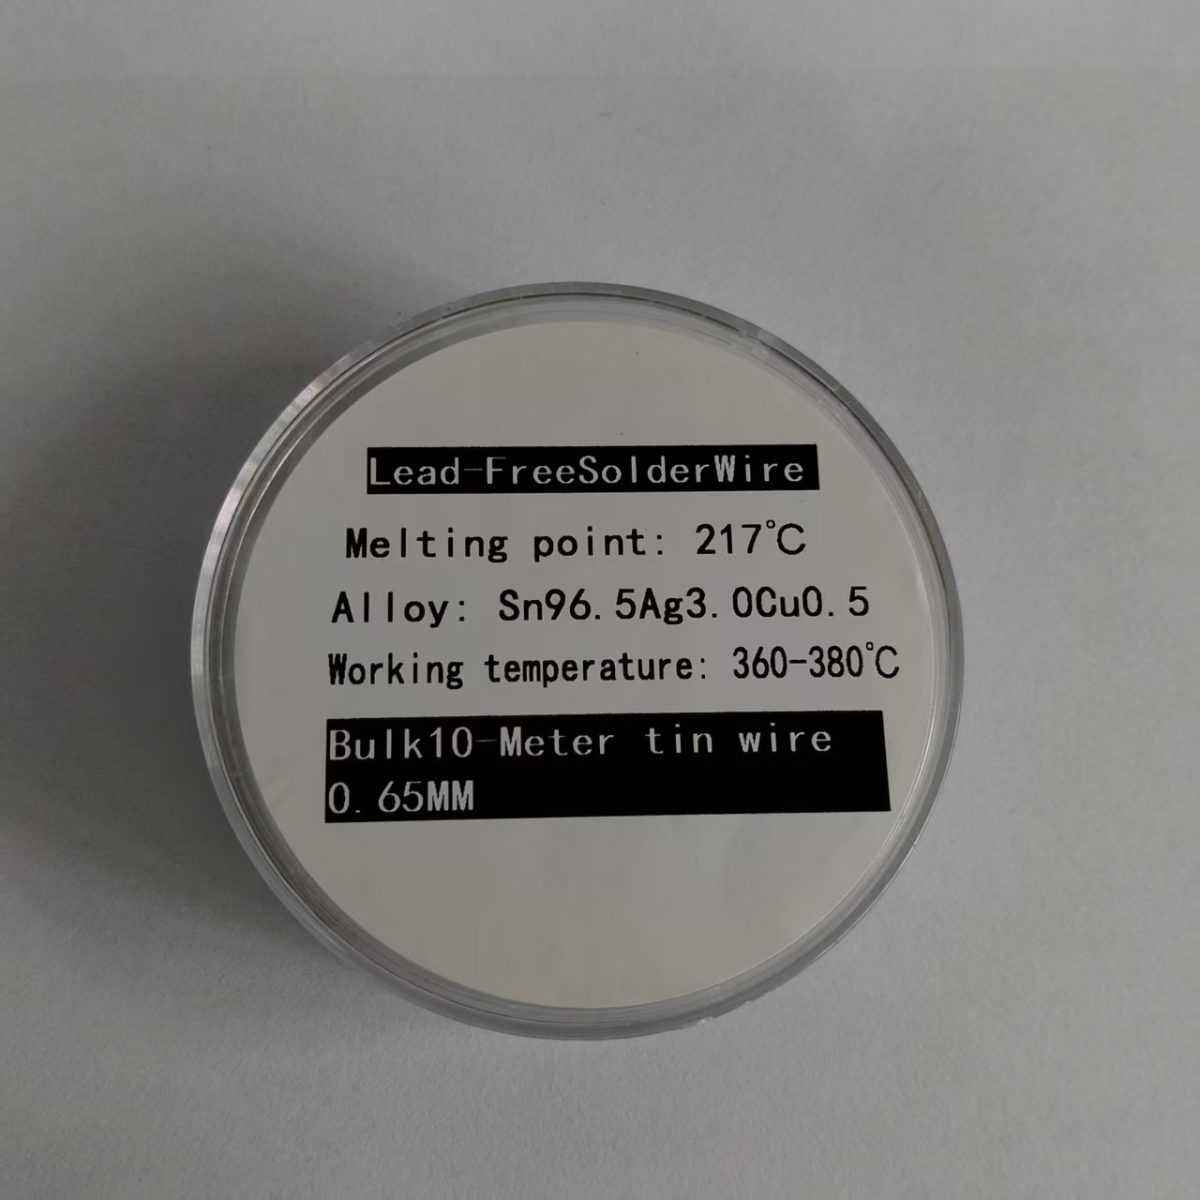 Lead-FreeSolderWire
Melting point: 217℃
Alloy: Sn96.5Ag3.0Cu0.5
Working temperature: 360-380℃
Bulk10-Meter tin wire
0.65MM